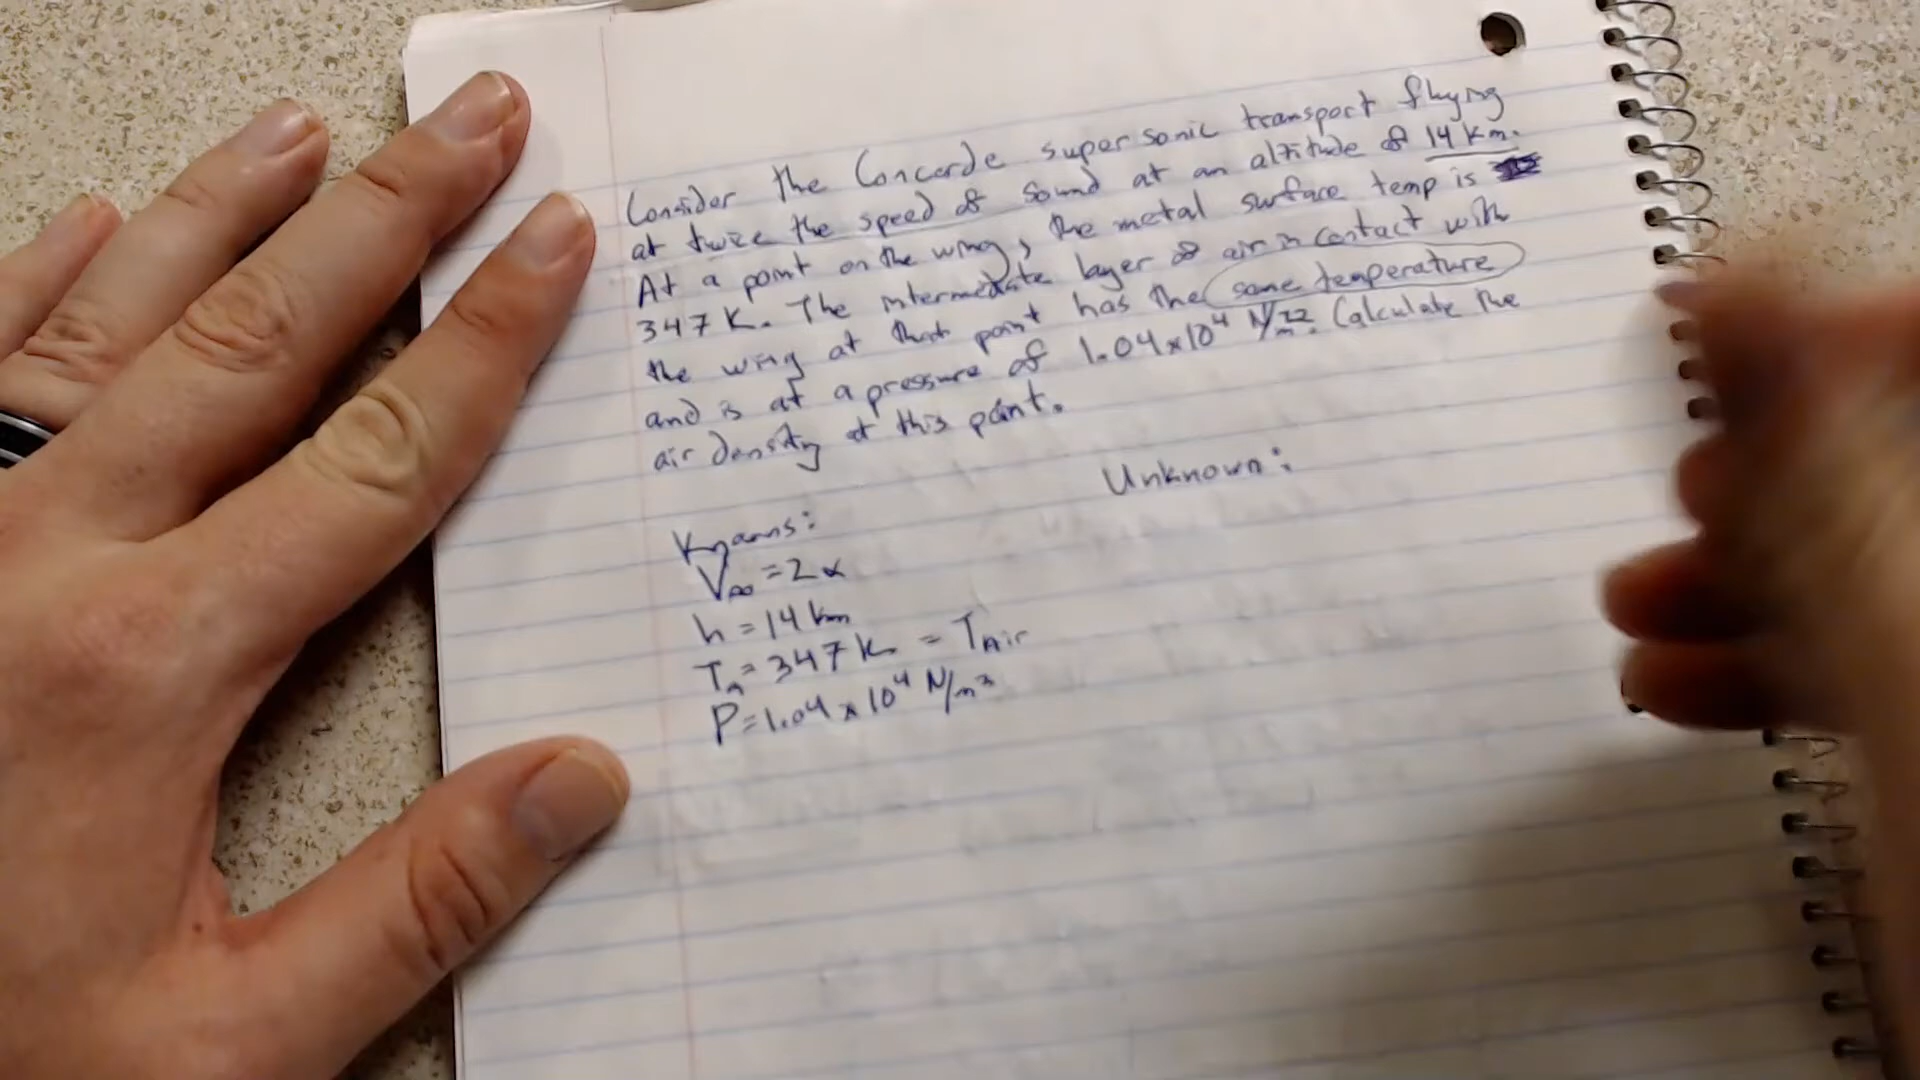 Consider the Concorde supersonic transport flying
at twice the speed of sound at an altitude of 14 km.
At a point on the wing, the metal surface temp is
347 K. The intermediate layer of air in contact with
the wing at that point has the same temperature
and is at a pressure of 1.04 x 10⁴ N/m². Calculate the
air density at this point.
Unknown:
Knowns:
V∞ = 2
h = 14 km
= 347 K = TAir
P = 1.04 x 10⁴ N/m²